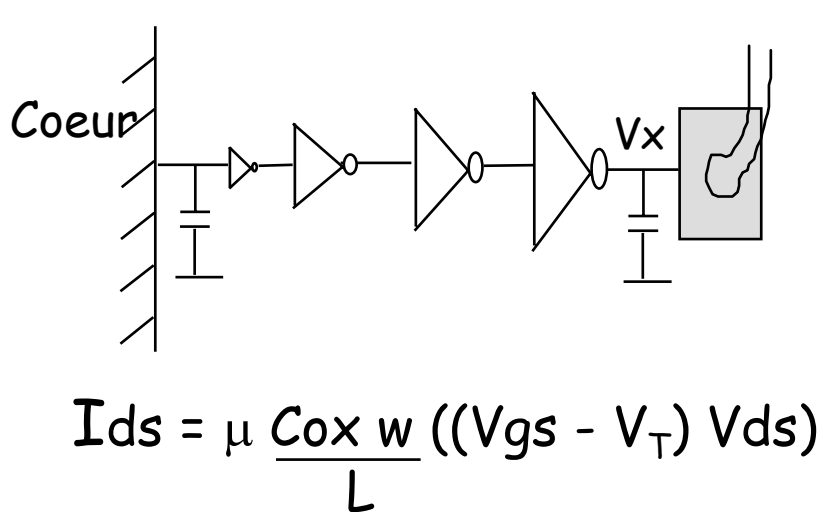 Coeur
Vx
Ids = μ Cox w ((Vgs - VT) Vds)
L